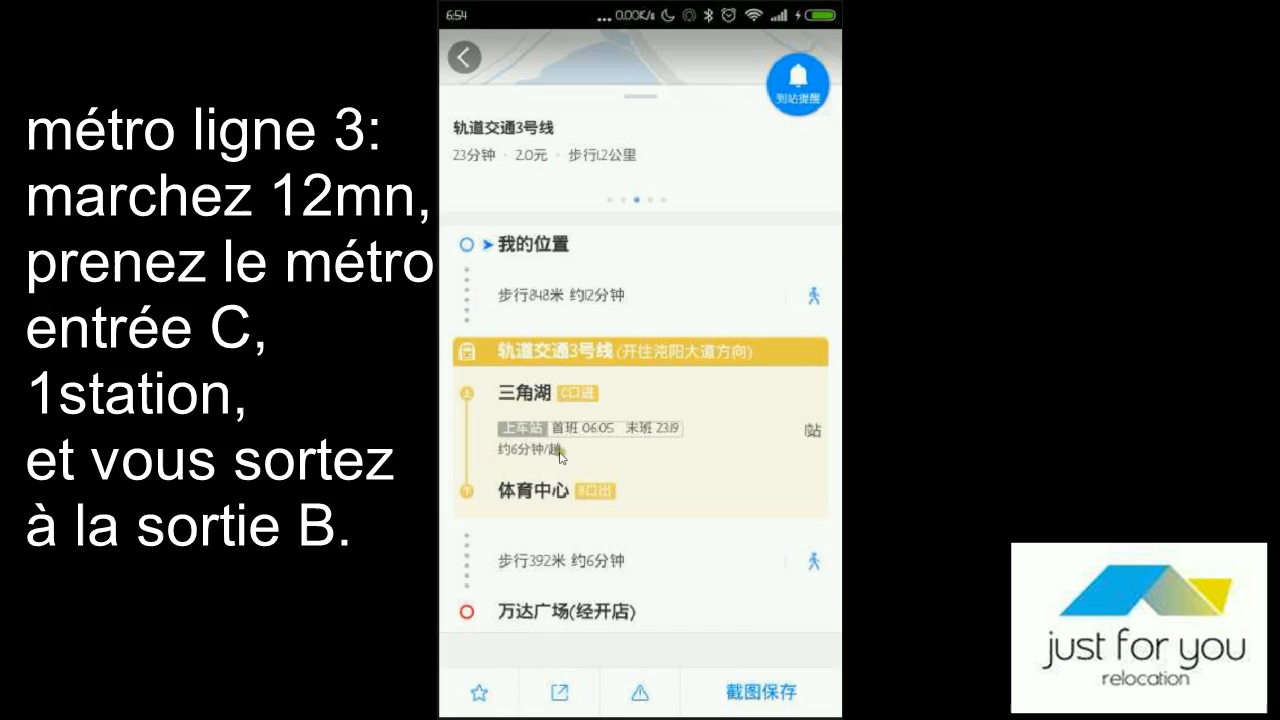 métro ligne 3:
marchez 12mn,
prenez le métro
entrée C,
1station,
et vous sortez
à la sortie B.
6:54
... 0.00K/s
到站提醒
轨道交通3号线
23分钟 · 2.0元 · 步行1.2公里
我的位置
步行848米 约12分钟
轨道交通3号线 (开往沌阳大道方向)
上 三角湖 C口进
上车站 首班 06:05 末班 23:19
1站
约6分钟/趟
下 体育中心 B口出
步行392米 约6分钟
万达广场(经开店)
截图保存
just for you
relocation